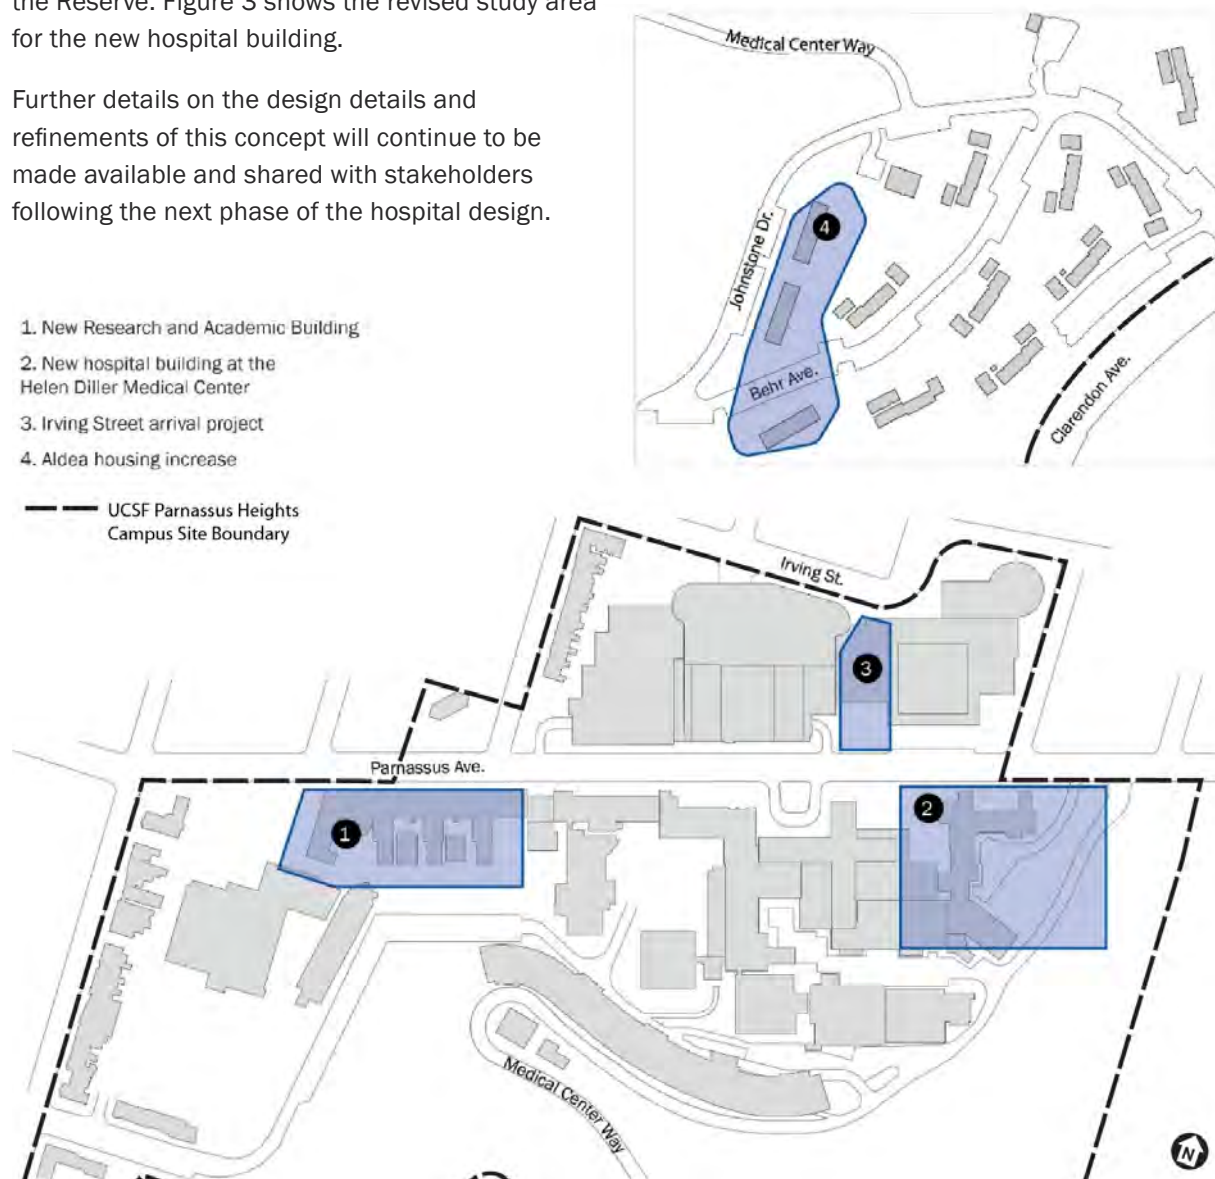 the Reserve. Figure 3 shows the revised study area
for the new hospital building.
Further details on the design details and
refinements of this concept will continue to be
made available and shared with stakeholders
following the next phase of the hospital design.
1. New Research and Academic Building
2. New hospital building at the
Helen Diller Medical Center
3. Irving Street arrival project
4. Aldea housing increase
UCSF Parnassus Heights
Campus Site Boundary
Medical Center Way
4
Johnstone Dr.
Behr Ave.
Clarendon Ave.
Irving St.
3
Parnassus Ave.
1
2
Medical Center Way
N